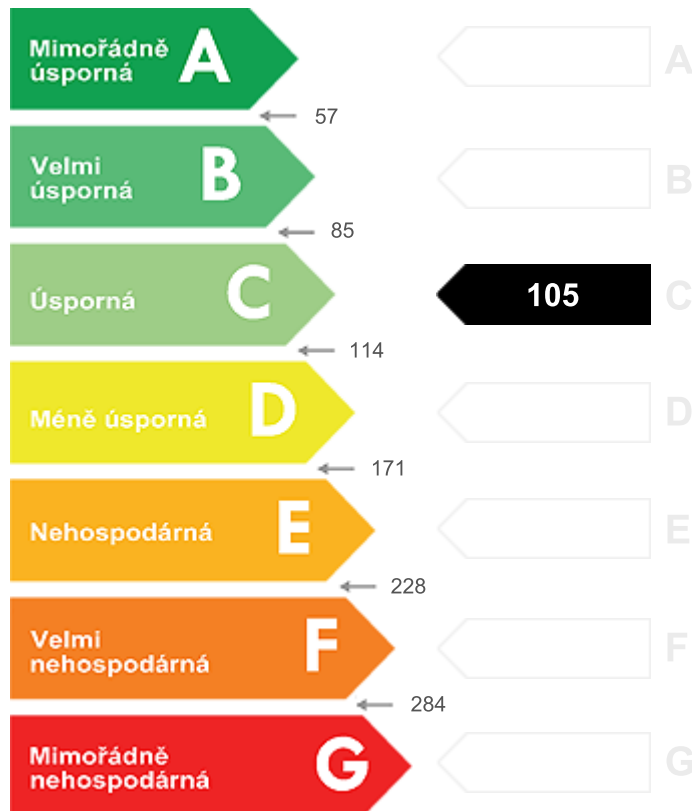 Mimořádně
úsporná
A
A
57
Velmi
úsporná
B
B
85
Úsporná
C
105
C
114
Méně úsporná
D
D
171
Nehospodárná
E
E
228
Velmi
nehospodárná
F
F
284
Mimořádně
nehospodárná
G
G